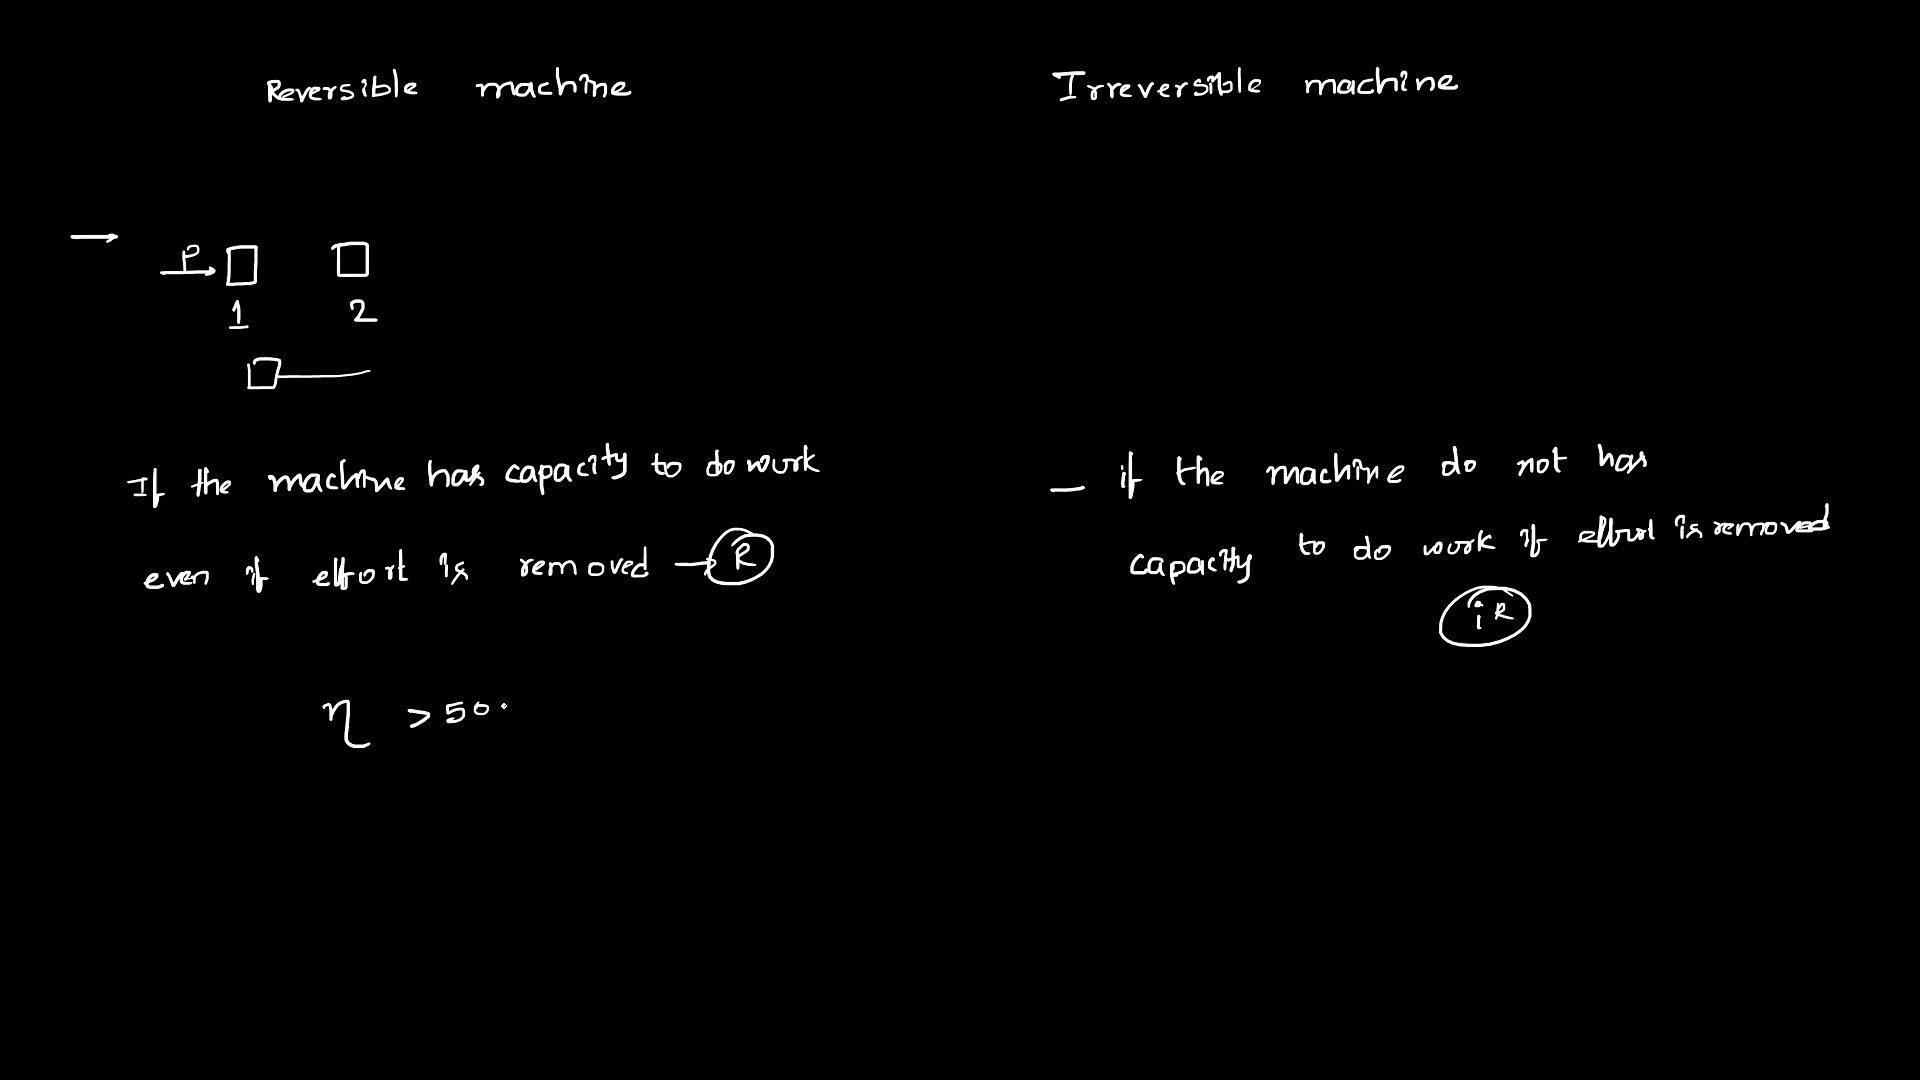 Reversible machine
Irreversible machine
P
1 2
If the machine has capacity to do work
even if effort is removed → R
η > 50.
— if the machine do not has
capacity to do work if effort is removed
iR